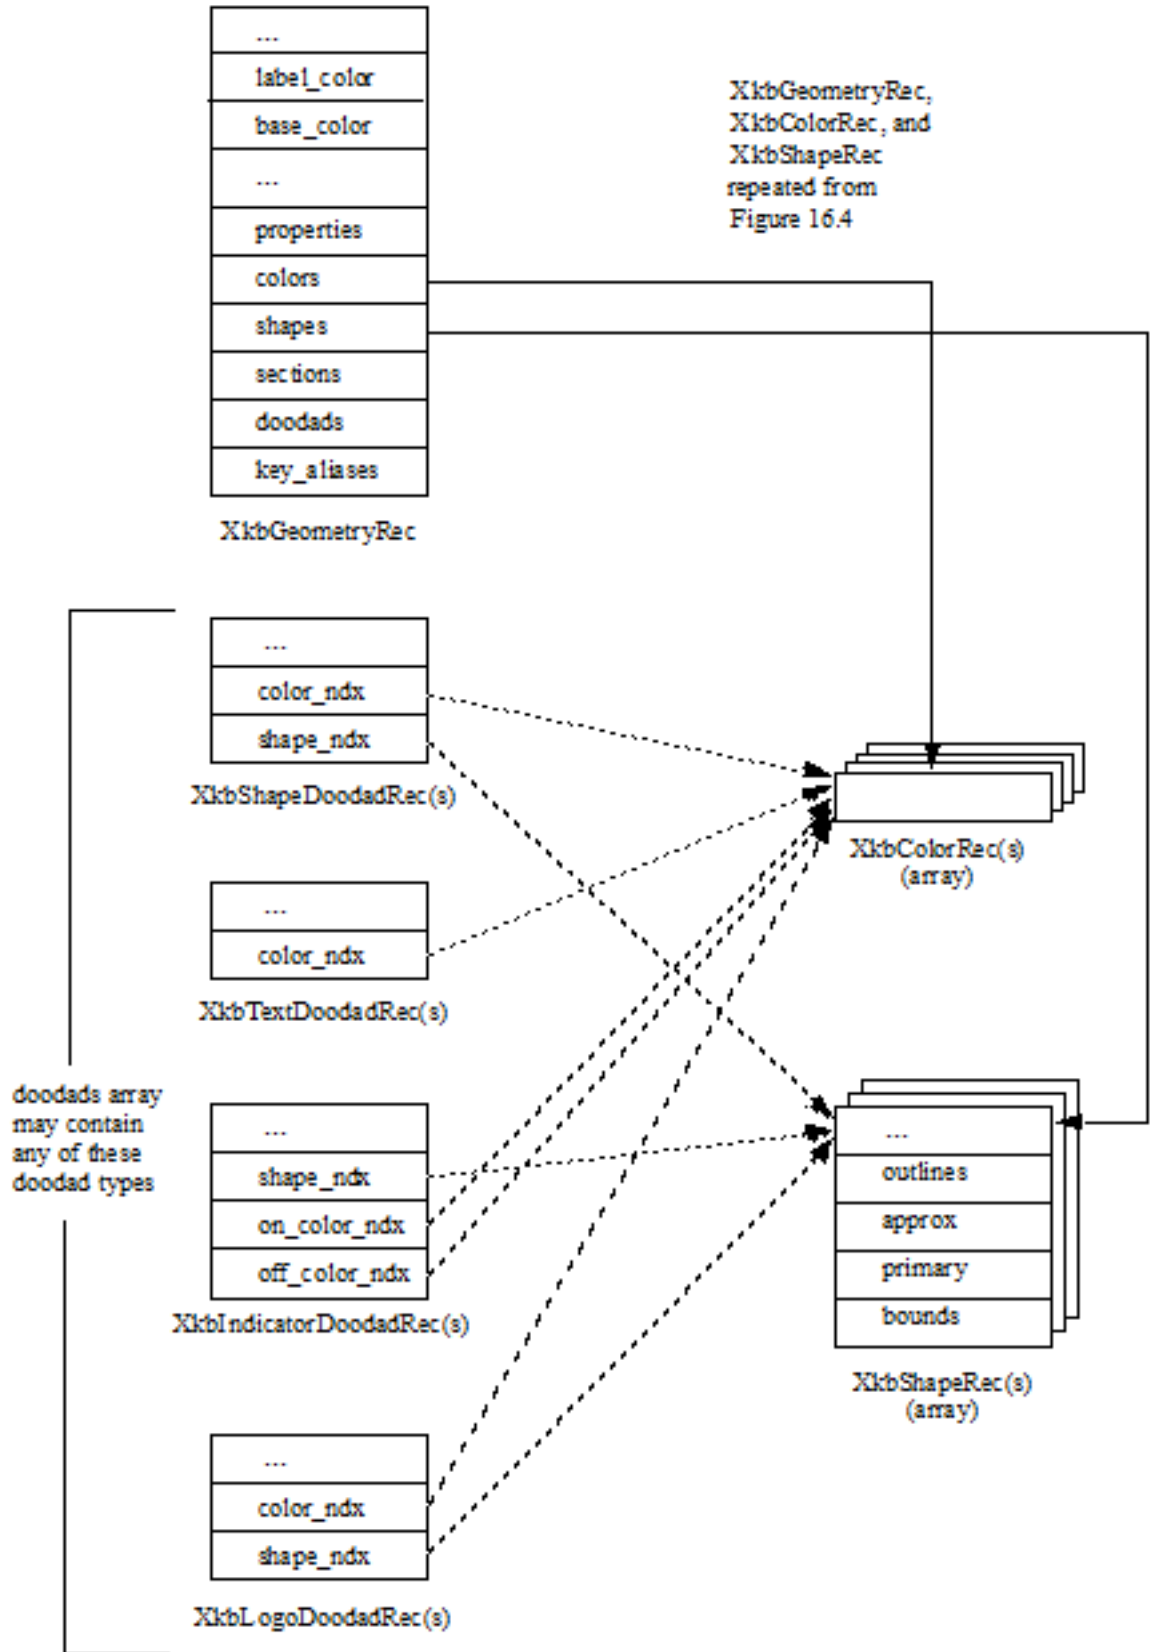 ...
label_color
base_color
...
properties
colors
shapes
sections
doodads
key_aliases
XkbGeometryRec
XkbGeometryRec,
XkbColorRec, and
XkbShapeRec
repeated from
Figure 16.4
...
color_ndx
shape_ndx
XkbShapeDoodadRec(s)
...
color_ndx
XkbTextDoodadRec(s)
doodads array
may contain
any of these
doodad types
...
shape_ndx
on_color_ndx
off_color_ndx
XkbIndicatorDoodadRec(s)
...
color_ndx
shape_ndx
XkbLogoDoodadRec(s)
XkbColorRec(s)
(array)
...
outlines
approx
primary
bounds
XkbShapeRec(s)
(array)